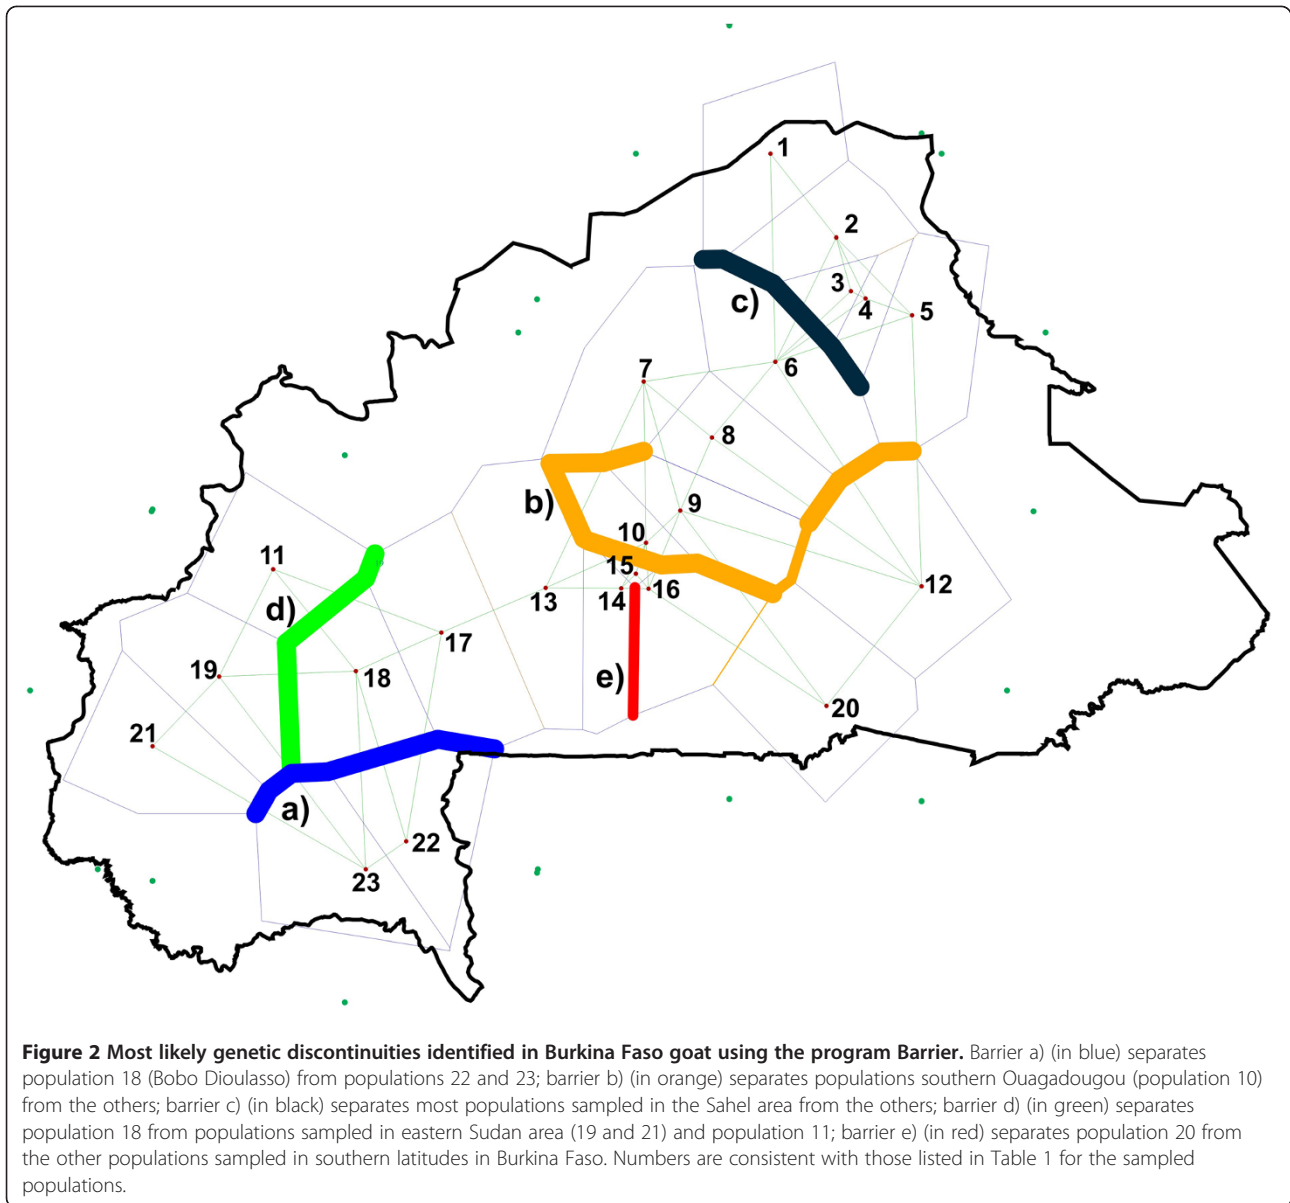 1
2
3
4
5
c)
6
7
8
b)
9
10
11
15
12
13
14
16
d)
17
18
19
e)
20
21
a)
22
23
Figure 2 Most likely genetic discontinuities identified in Burkina Faso goat using the program Barrier. Barrier a) (in blue) separates
population 18 (Bobo Dioulasso) from populations 22 and 23; barrier b) (in orange) separates populations southern Ouagadougou (population 10)
from the others; barrier c) (in black) separates most populations sampled in the Sahel area from the others; barrier d) (in green) separates
population 18 from populations sampled in eastern Sudan area (19 and 21) and population 11; barrier e) (in red) separates population 20 from
the other populations sampled in southern latitudes in Burkina Faso. Numbers are consistent with those listed in Table 1 for the sampled
populations.